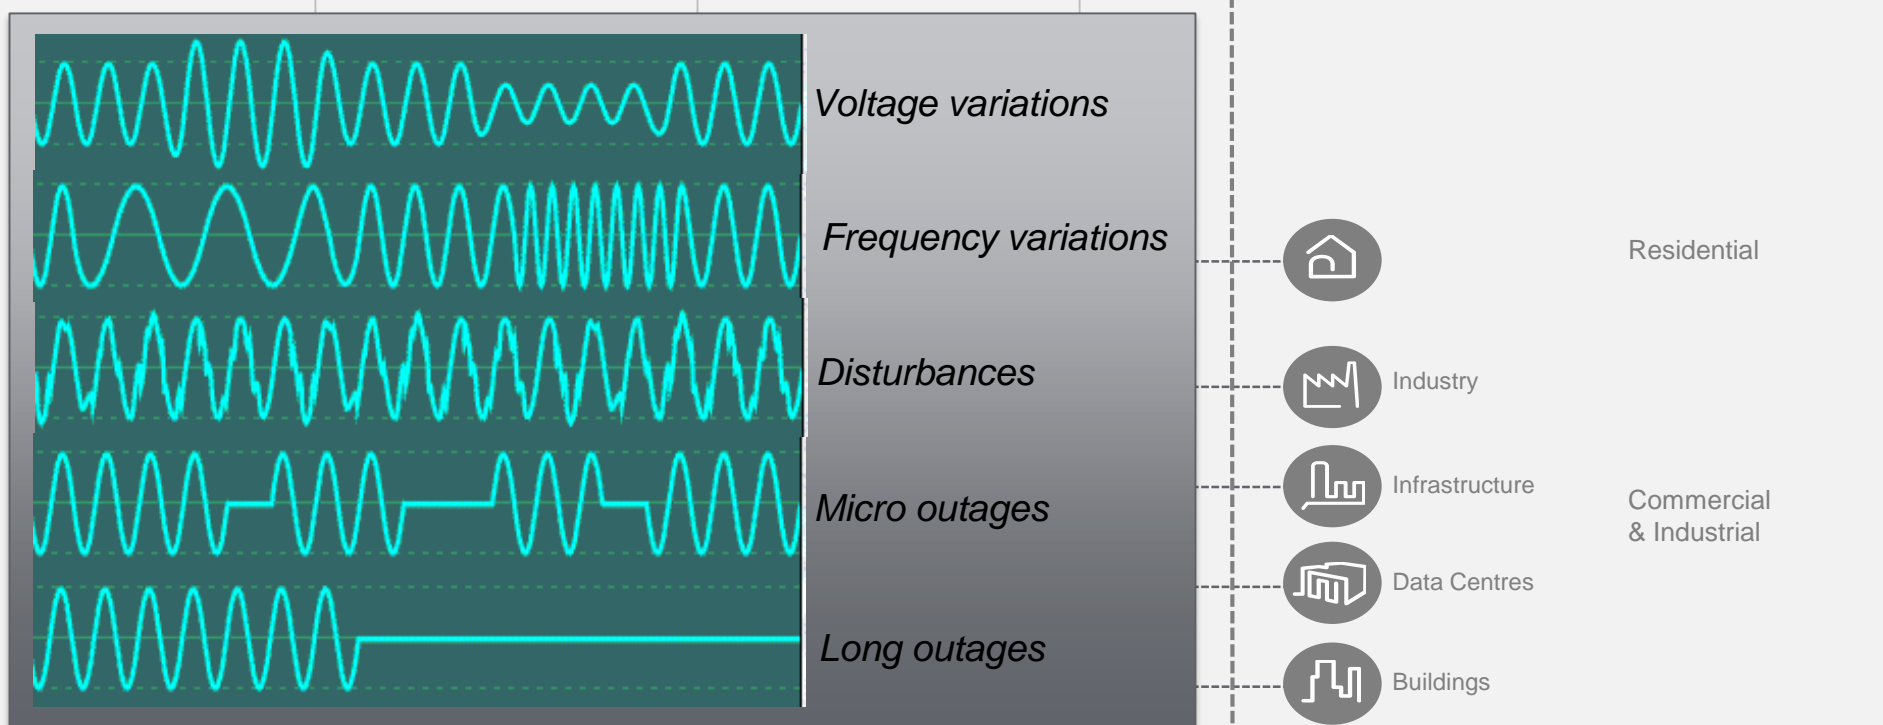 Voltage variations
Frequency variations
Disturbances
Micro outages
Long outages
Residential
Industry
Infrastructure
Commercial
& Industrial
Data Centres
Buildings